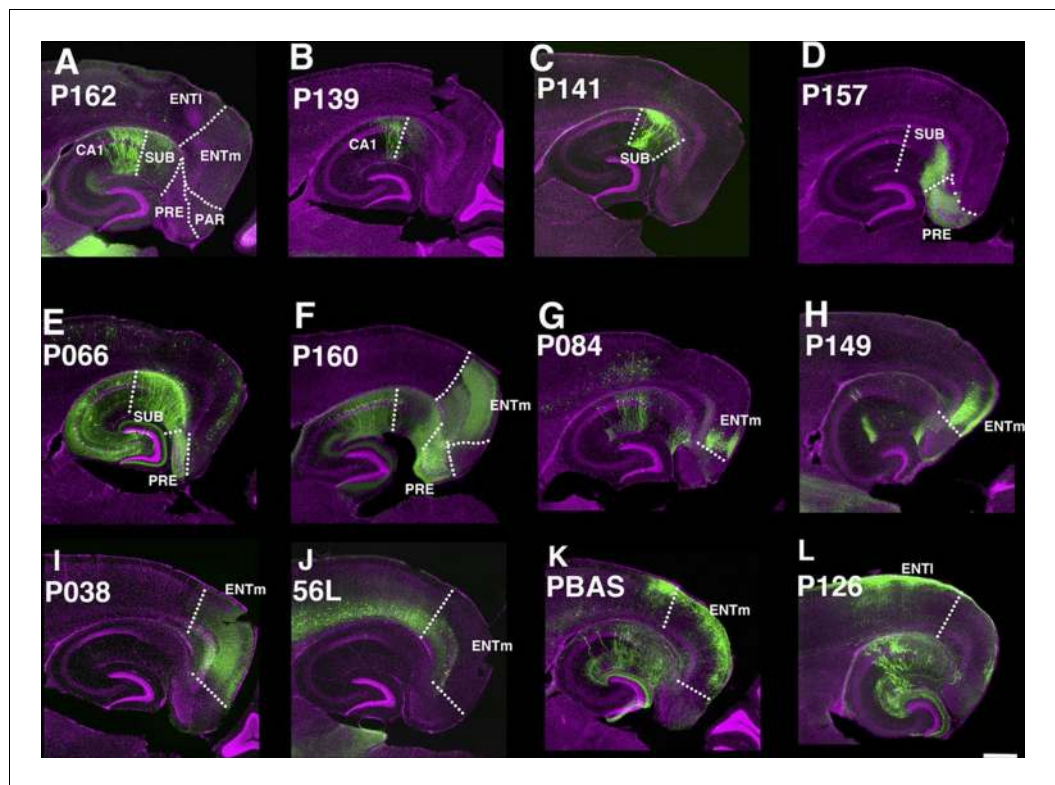 A
P162
ENTl
CA1
SUB
ENTm
PRE
PAR
B
P139
CA1
C
P141
SUB
D
P157
SUB
PRE
E
P066
SUB
PRE
F
P160
ENTm
PRE
G
P084
ENTm
H
P149
ENTm
I
P038
ENTm
J
56L
ENTm
K
PBAS
ENTm
L
P126
ENTl